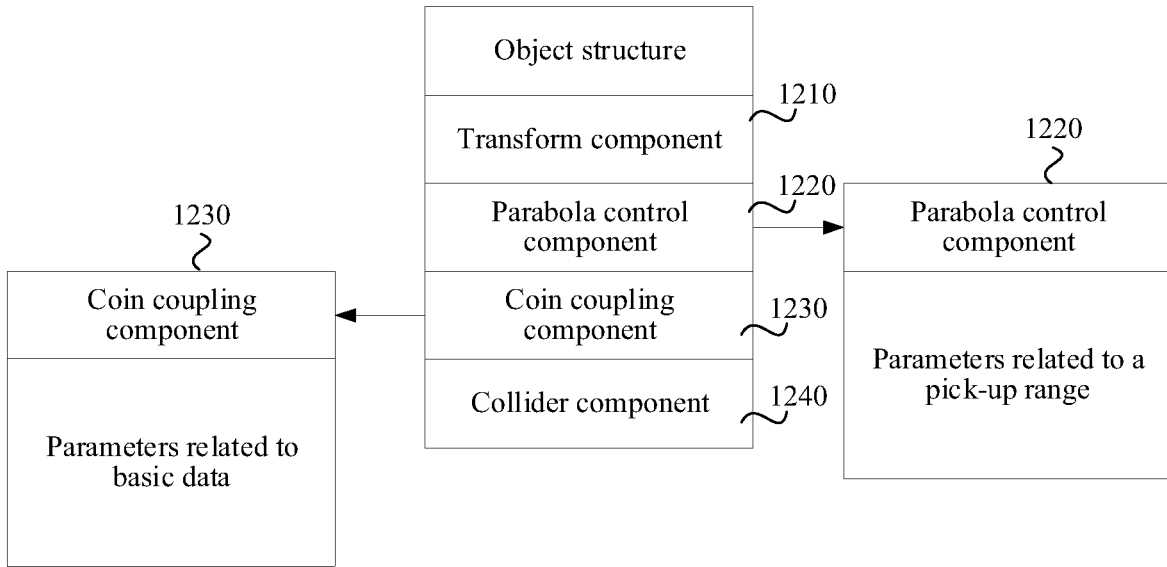 Object structure
1210
Transform component
1220
1220
Parabola control
component
Parabola control
component
1230
Coin coupling
component
Coin coupling
component
1230
Parameters related to a
pick-up range
Collider component
1240
Parameters related to
basic data